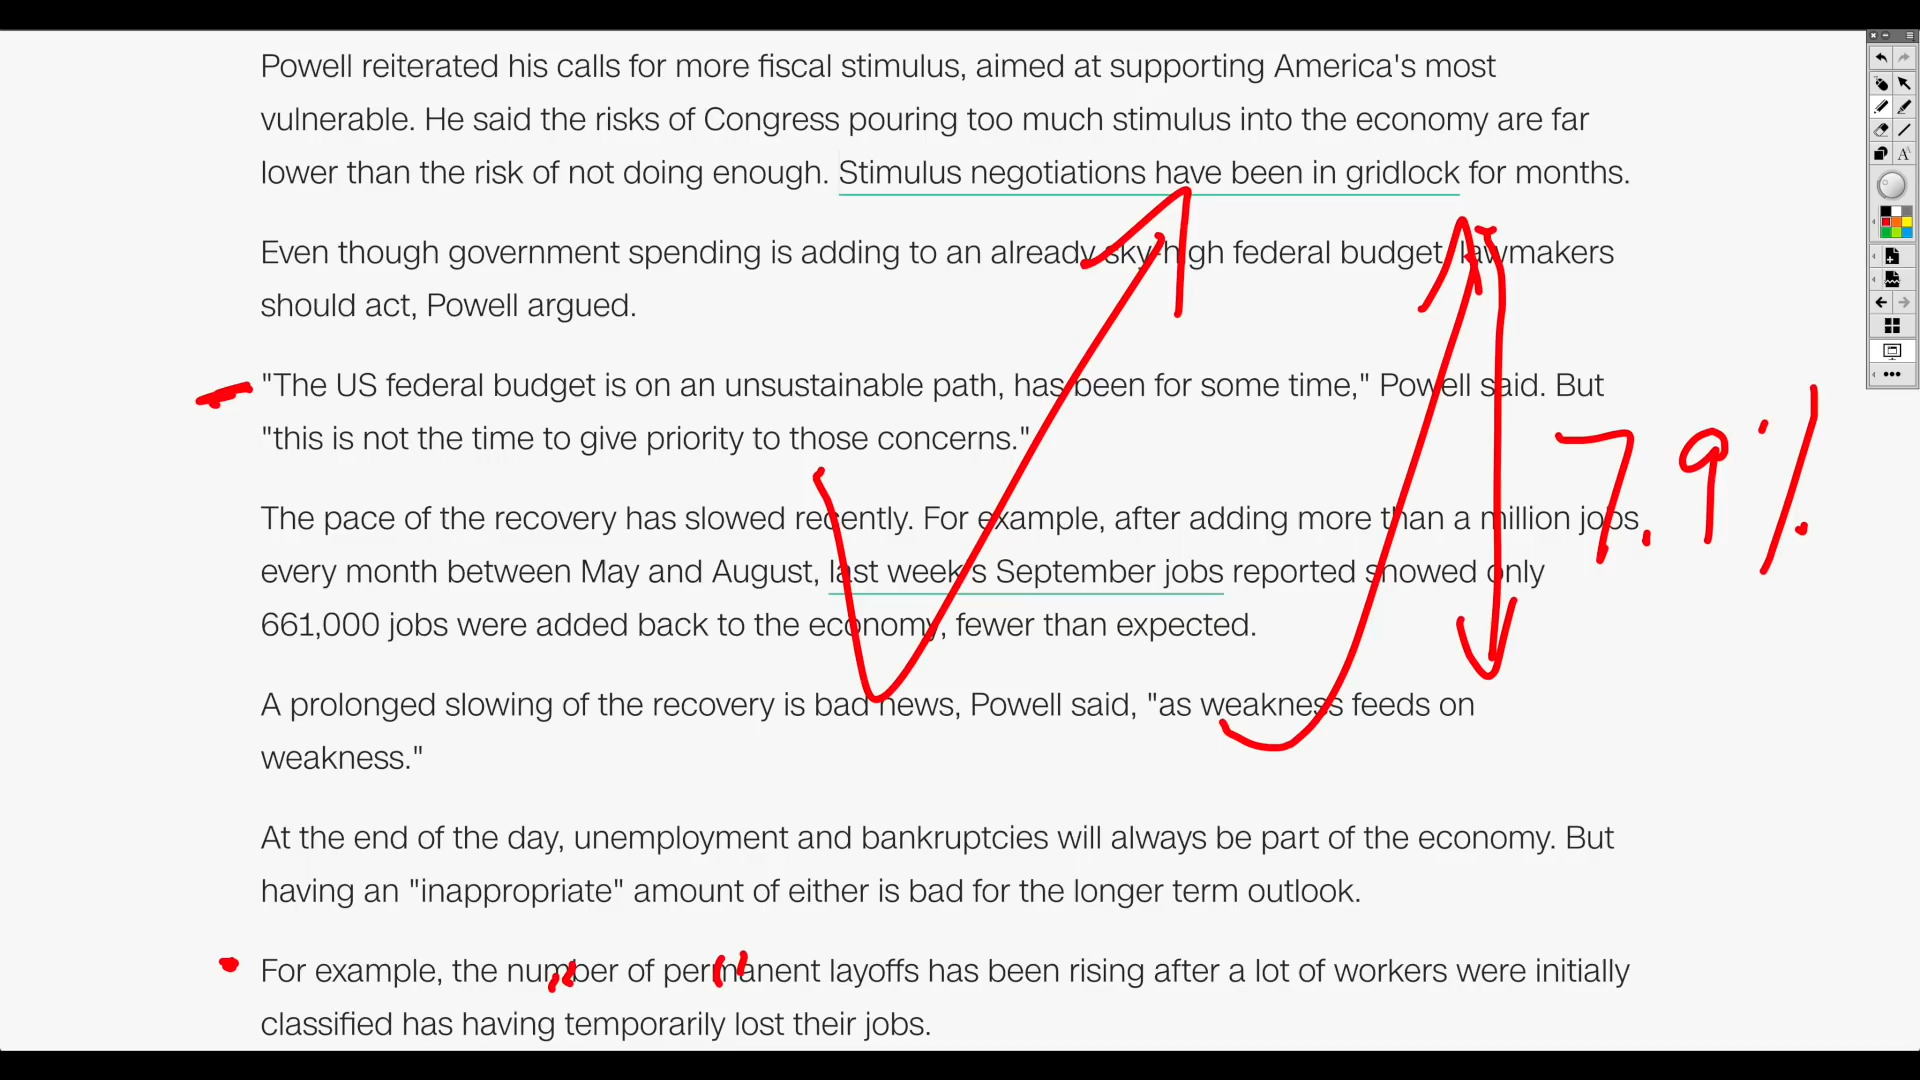 Powell reiterated his calls for more fiscal stimulus, aimed at supporting America's most
vulnerable. He said the risks of Congress pouring too much stimulus into the economy are far
lower than the risk of not doing enough. Stimulus negotiations have been in gridlock for months.
Even though government spending is adding to an already sky-high federal budget, lawmakers
should act, Powell argued.
"The US federal budget is on an unsustainable path, has been for some time," Powell said. But
"this is not the time to give priority to those concerns."
7.9%
The pace of the recovery has slowed recently. For example, after adding more than a million jobs
every month between May and August, last week's September jobs reported showed only
661,000 jobs were added back to the economy, fewer than expected.
A prolonged slowing of the recovery is bad news, Powell said, "as weakness feeds on
weakness."
At the end of the day, unemployment and bankruptcies will always be part of the economy. But
having an "inappropriate" amount of either is bad for the longer term outlook.
For example, the number of permanent layoffs has been rising after a lot of workers were initially
classified has having temporarily lost their jobs.